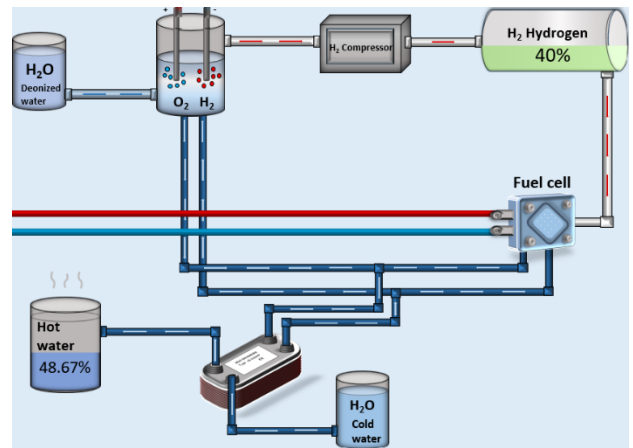 + -
H₂O
Deonized
water
O₂ H₂
H₂ Compressor
H₂ Hydrogen
40%
Fuel cell
Hot
water
48.67%
H₂O
Cold
water